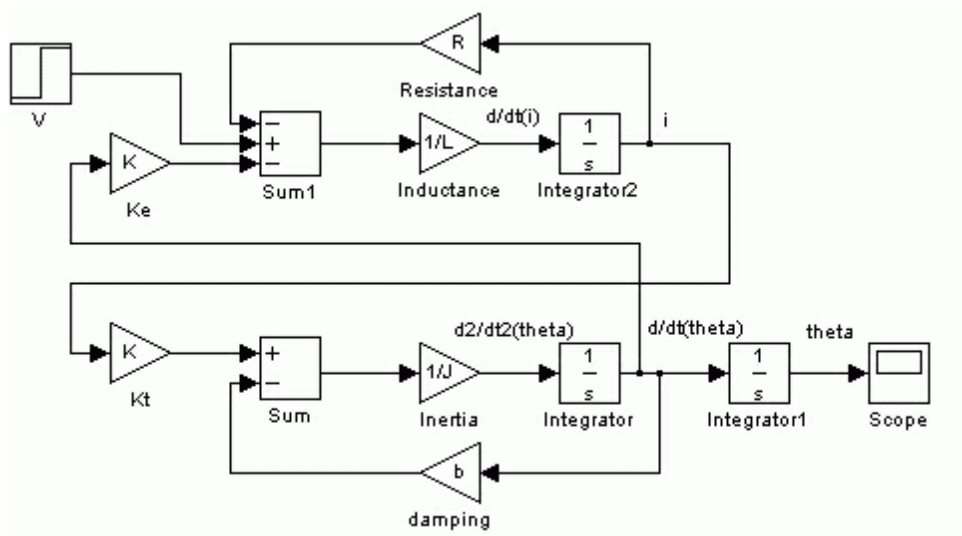 R
Resistance
V
−
+
−
Sum1
1/L
Inductance
d/dt(i)
1
s
Integrator2
i
K
Ke
K
Kt
+
−
Sum
1/J
Inertia
d2/dt2(theta)
1
s
Integrator
d/dt(theta)
1
s
Integrator1
theta
Scope
b
damping